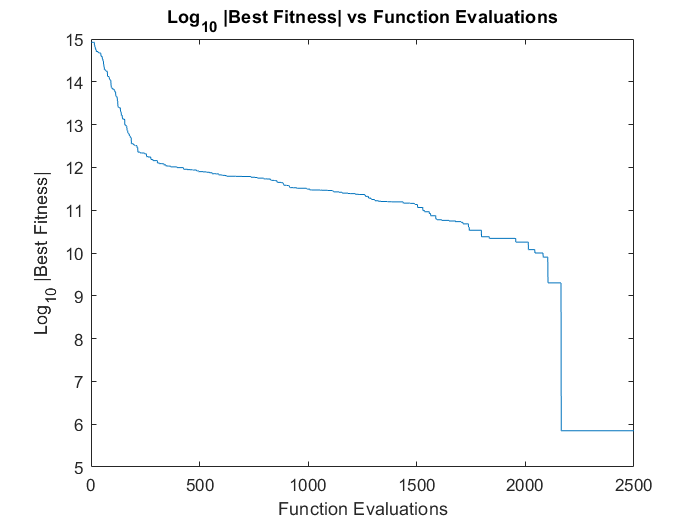 Log10 |Best Fitness| vs Function Evaluations
15
14
13
12
11
10
9
8
7
6
5
Log10 |Best Fitness|
0 500 1000 1500 2000 2500
Function Evaluations